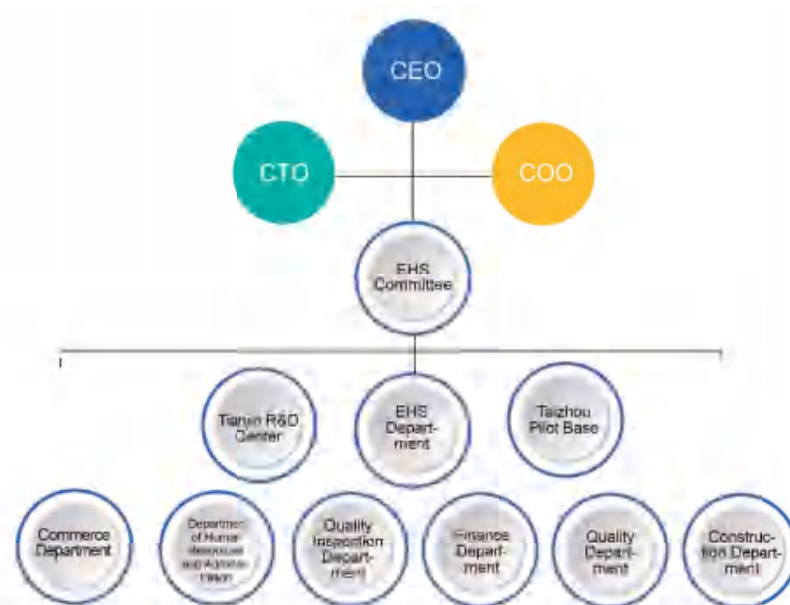 CEO
CTO
COO
EHS
Committee
Tianjin R&D
Center
EHS
Depart-
ment
Taizhou
Pilot Base
Commerce
Department
Department
of Human
Resources
and Adminis-
tration
Quality
Inspection
Depart-
ment
Finance
Depart-
ment
Quality
Depart-
ment
Construc-
tion Depart-
ment